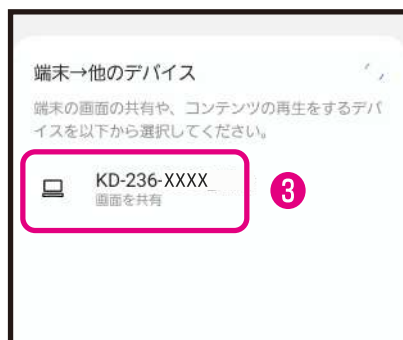 端末→他のデバイス
端末の画面の共有や、コンテンツの再生をするデバ
イスを以下から選択してください。
KD-236-XXXX
画面を共有
3